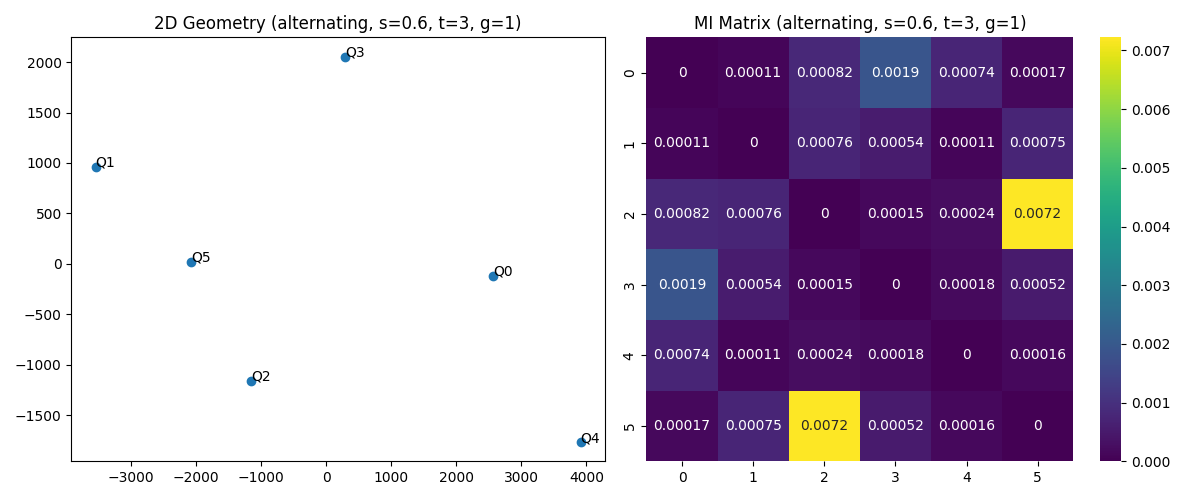 2D Geometry (alternating, s=0.6, t=3, g=1)
2000
1500
1000
500
0
−500
−1000
−1500
Q3
Q1
Q5
Q0
Q2
Q4
−3000 −2000 −1000 0 1000 2000 3000 4000
MI Matrix (alternating, s=0.6, t=3, g=1)
0 0 0.00011 0.00082 0.0019 0.00074 0.00017
1 0.00011 0 0.00076 0.00054 0.00011 0.00075
2 0.00082 0.00076 0 0.00015 0.00024 0.0072
3 0.0019 0.00054 0.00015 0 0.00018 0.00052
4 0.00074 0.00011 0.00024 0.00018 0 0.00016
5 0.00017 0.00075 0.0072 0.00052 0.00016 0
0 1 2 3 4 5
0.007
0.006
0.005
0.004
0.003
0.002
0.001
0.000